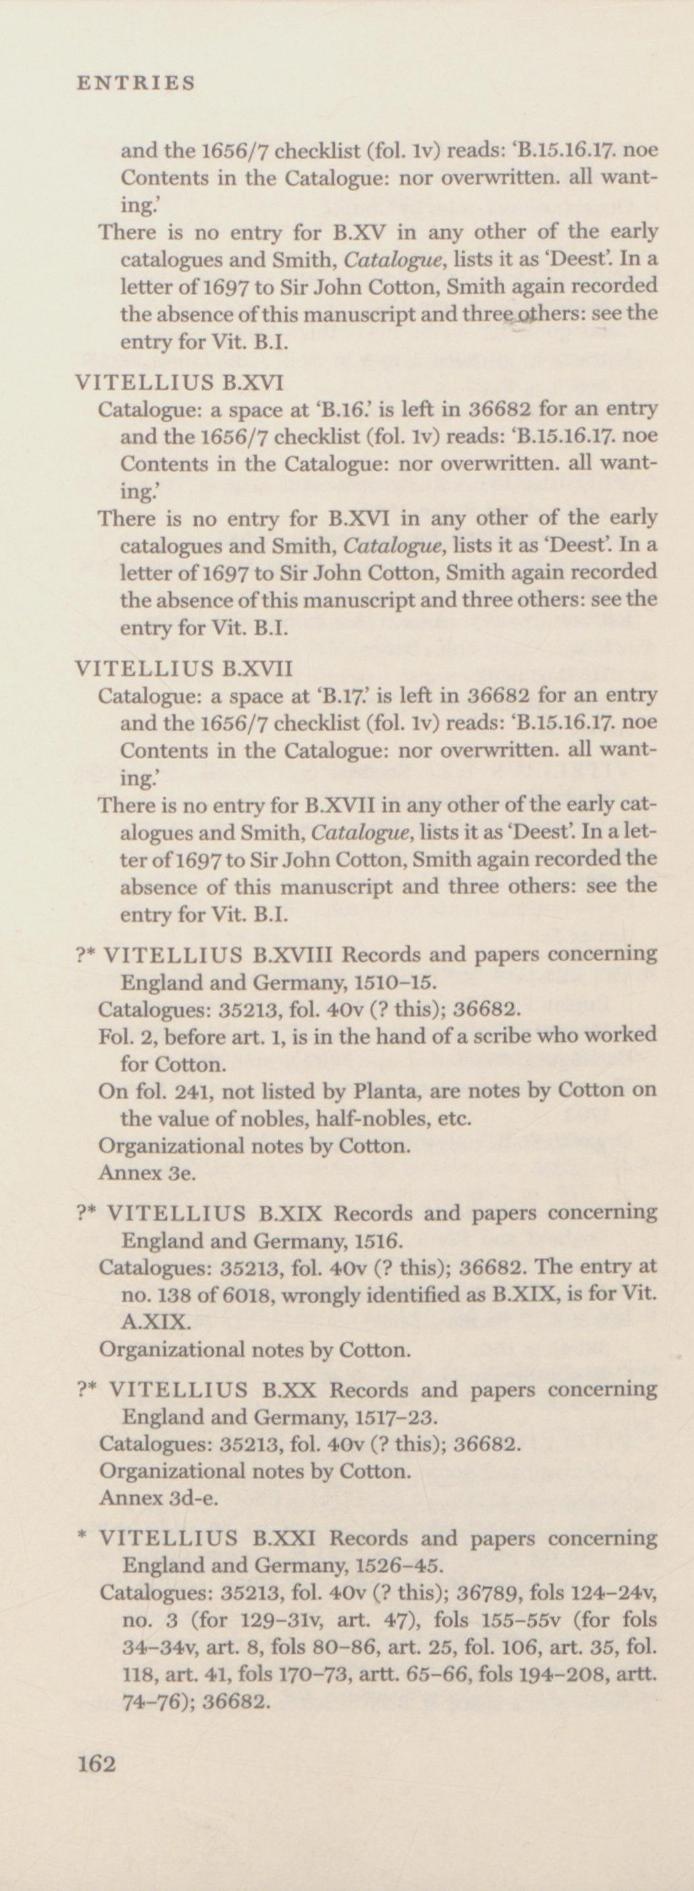 ENTRIES
and the 1656/7 checklist (fol. 1v) reads: ‘B.15.16.17. noe
Contents in the Catalogue: nor overwritten. all want-
ing.’
There is no entry for B.XV in any other of the early
catalogues and Smith, Catalogue, lists it as ‘Deest’. In a
letter of 1697 to Sir John Cotton, Smith again recorded
the absence of this manuscript and three others: see the
entry for Vit. B.I.
VITELLIUS B.XVI
Catalogue: a space at ‘B.16.’ is left in 36682 for an entry
and the 1656/7 checklist (fol. 1v) reads: ‘B.15.16.17. noe
Contents in the Catalogue: nor overwritten. all want-
ing.’
There is no entry for B.XVI in any other of the early
catalogues and Smith, Catalogue, lists it as ‘Deest’. In a
letter of 1697 to Sir John Cotton, Smith again recorded
the absence of this manuscript and three others: see the
entry for Vit. B.I.
VITELLIUS B.XVII
Catalogue: a space at ‘B.17.’ is left in 36682 for an entry
and the 1656/7 checklist (fol. 1v) reads: ‘B.15.16.17. noe
Contents in the Catalogue: nor overwritten. all want-
ing.’
There is no entry for B.XVII in any other of the early cat-
alogues and Smith, Catalogue, lists it as ‘Deest’. In a let-
ter of 1697 to Sir John Cotton, Smith again recorded the
absence of this manuscript and three others: see the
entry for Vit. B.I.
?* VITELLIUS B.XVIII Records and papers concerning
England and Germany, 1510–15.
Catalogues: 35213, fol. 40v (? this); 36682.
Fol. 2, before art. 1, is in the hand of a scribe who worked
for Cotton.
On fol. 241, not listed by Planta, are notes by Cotton on
the value of nobles, half-nobles, etc.
Organizational notes by Cotton.
Annex 3e.
?* VITELLIUS B.XIX Records and papers concerning
England and Germany, 1516.
Catalogues: 35213, fol. 40v (? this); 36682. The entry at
no. 138 of 6018, wrongly identified as B.XIX, is for Vit.
A.XIX.
Organizational notes by Cotton.
?* VITELLIUS B.XX Records and papers concerning
England and Germany, 1517–23.
Catalogues: 35213, fol. 40v (? this); 36682.
Organizational notes by Cotton.
Annex 3d-e.
* VITELLIUS B.XXI Records and papers concerning
England and Germany, 1526–45.
Catalogues: 35213, fol. 40v (? this); 36789, fols 124–24v,
no. 3 (for 129–31v, art. 47), fols 155–55v (for fols
34–34v, art. 8, fols 80–86, art. 25, fol. 106, art. 35, fol.
118, art. 41, fols 170–73, artt. 65–66, fols 194–208, artt.
74–76); 36682.
162